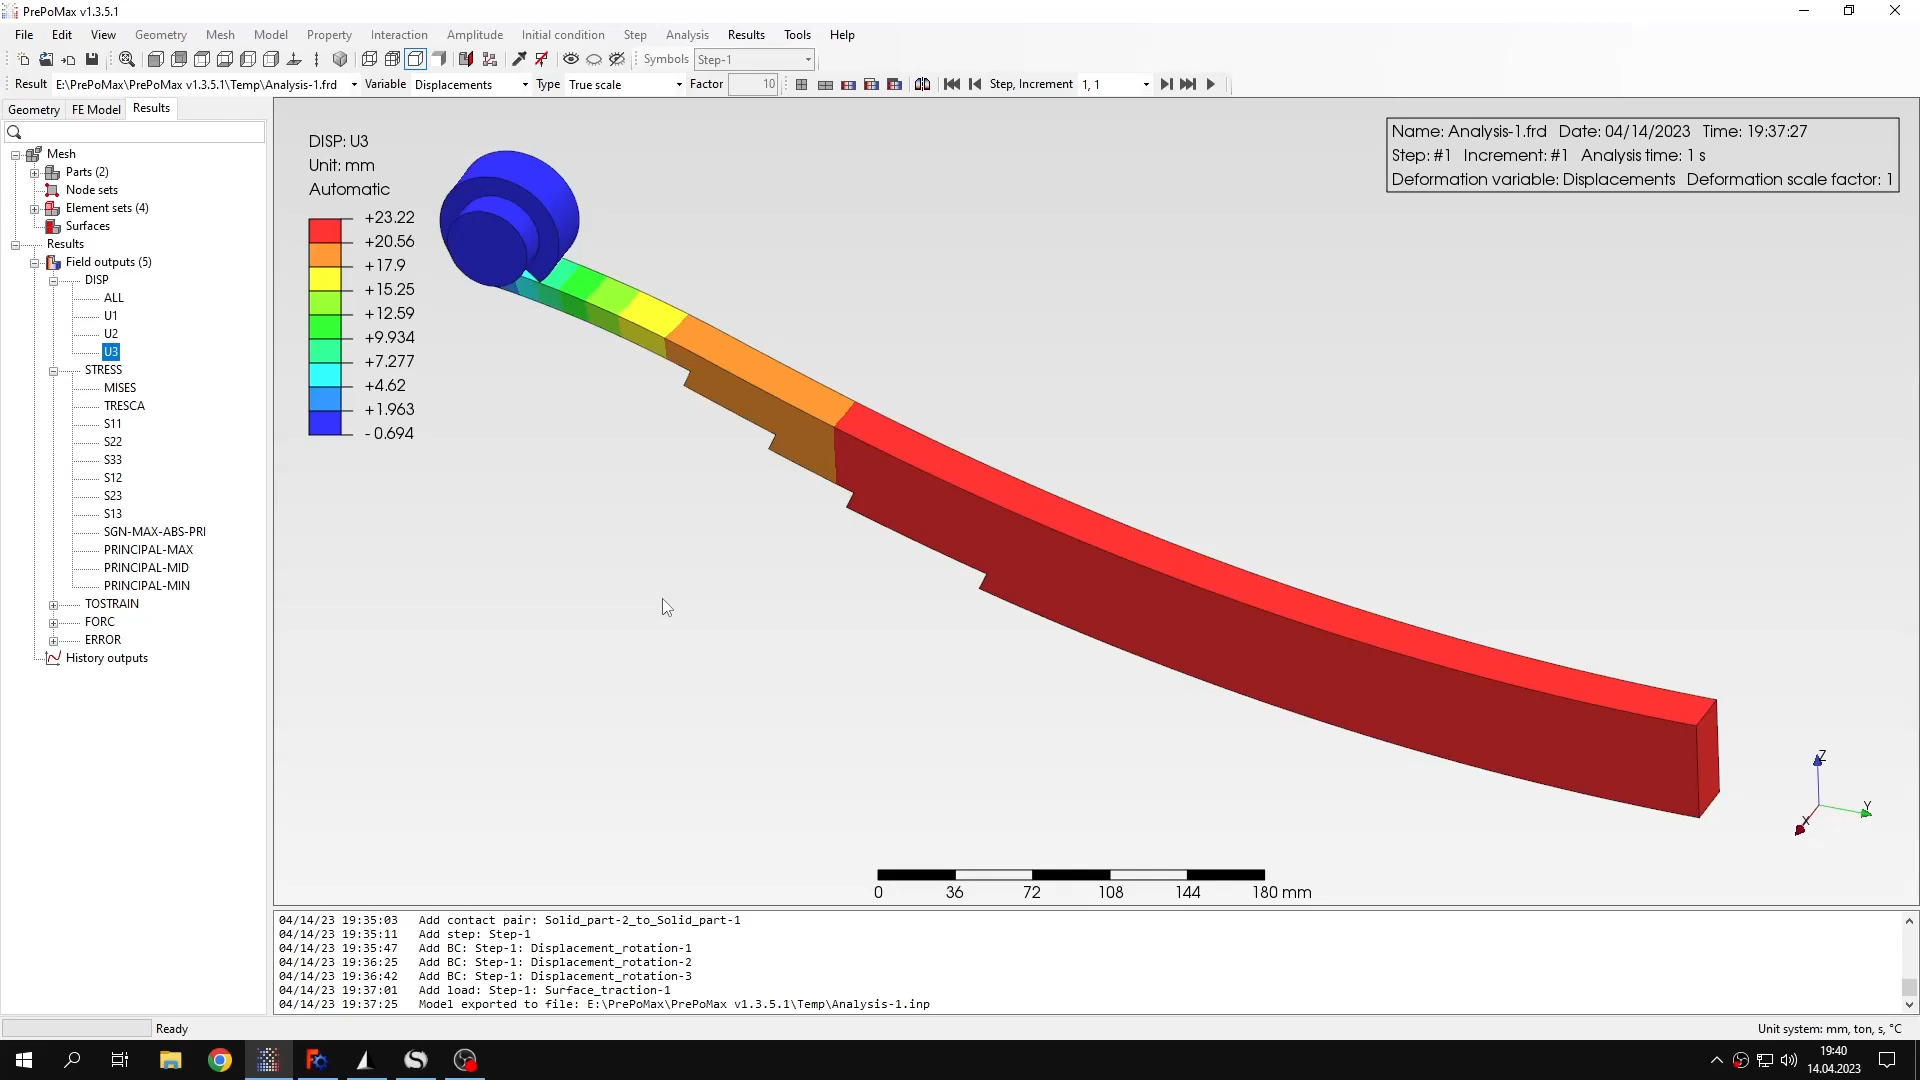 PrePoMax v1.3.5.1
File Edit View Geometry Mesh Model Property Interaction Amplitude Initial condition Step Analysis Results Tools Help
Symbols Step-1
Result E:\PrePoMax\PrePoMax v1.3.5.1\Temp\Analysis-1.frd Variable Displacements Type True scale Factor 10 Step, Increment 1, 1
Geometry FE Model Results
Mesh
Parts (2)
Node sets
Element sets (4)
Surfaces
Results
Field outputs (5)
DISP
ALL
U1
U2
U3
STRESS
MISES
TRESCA
S11
S22
S33
S12
S23
S13
SGN-MAX-ABS-PRI
PRINCIPAL-MAX
PRINCIPAL-MID
PRINCIPAL-MIN
TOSTRAIN
FORC
ERROR
History outputs
DISP: U3
Unit: mm
Automatic
+23.22
+20.56
+17.9
+15.25
+12.59
+9.934
+7.277
+4.62
+1.963
-0.694
Name: Analysis-1.frd Date: 04/14/2023 Time: 19:37:27
Step: #1 Increment: #1 Analysis time: 1 s
Deformation variable: Displacements Deformation scale factor: 1
Z
Y
X
0 36 72 108 144 180 mm
04/14/23 19:35:03 Add contact pair: Solid_part-2_to_Solid_part-1
04/14/23 19:35:11 Add step: Step-1
04/14/23 19:35:47 Add BC: Step-1: Displacement_rotation-1
04/14/23 19:36:25 Add BC: Step-1: Displacement_rotation-2
04/14/23 19:36:42 Add BC: Step-1: Displacement_rotation-3
04/14/23 19:37:01 Add load: Step-1: Surface_traction-1
04/14/23 19:37:25 Model exported to file: E:\PrePoMax\PrePoMax v1.3.5.1\Temp\Analysis-1.inp
Ready
Unit system: mm, ton, s, °C
19:40
14.04.2023